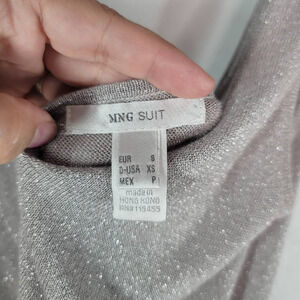 MNG SUIT
EUR S
D-USA XS
MEX P
made in
HONG KONG